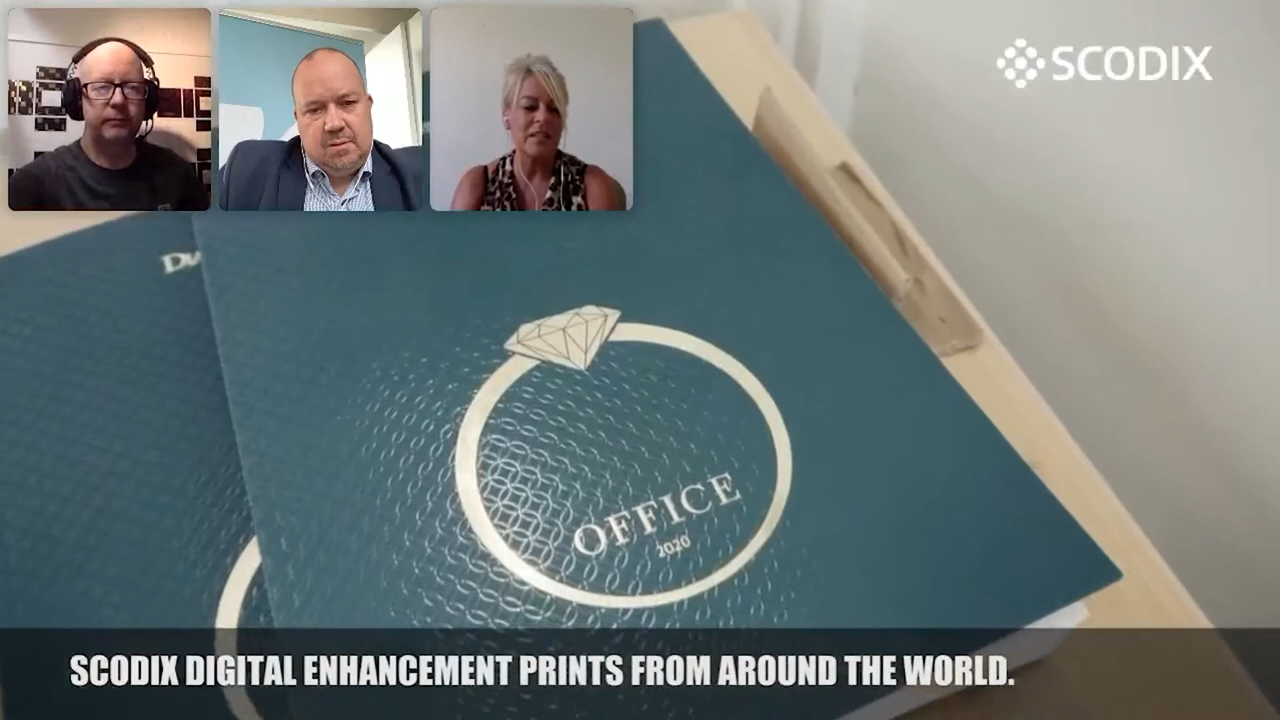 SCODIX
OFFICE
2020
SCODIX DIGITAL ENHANCEMENT PRINTS FROM AROUND THE WORLD.